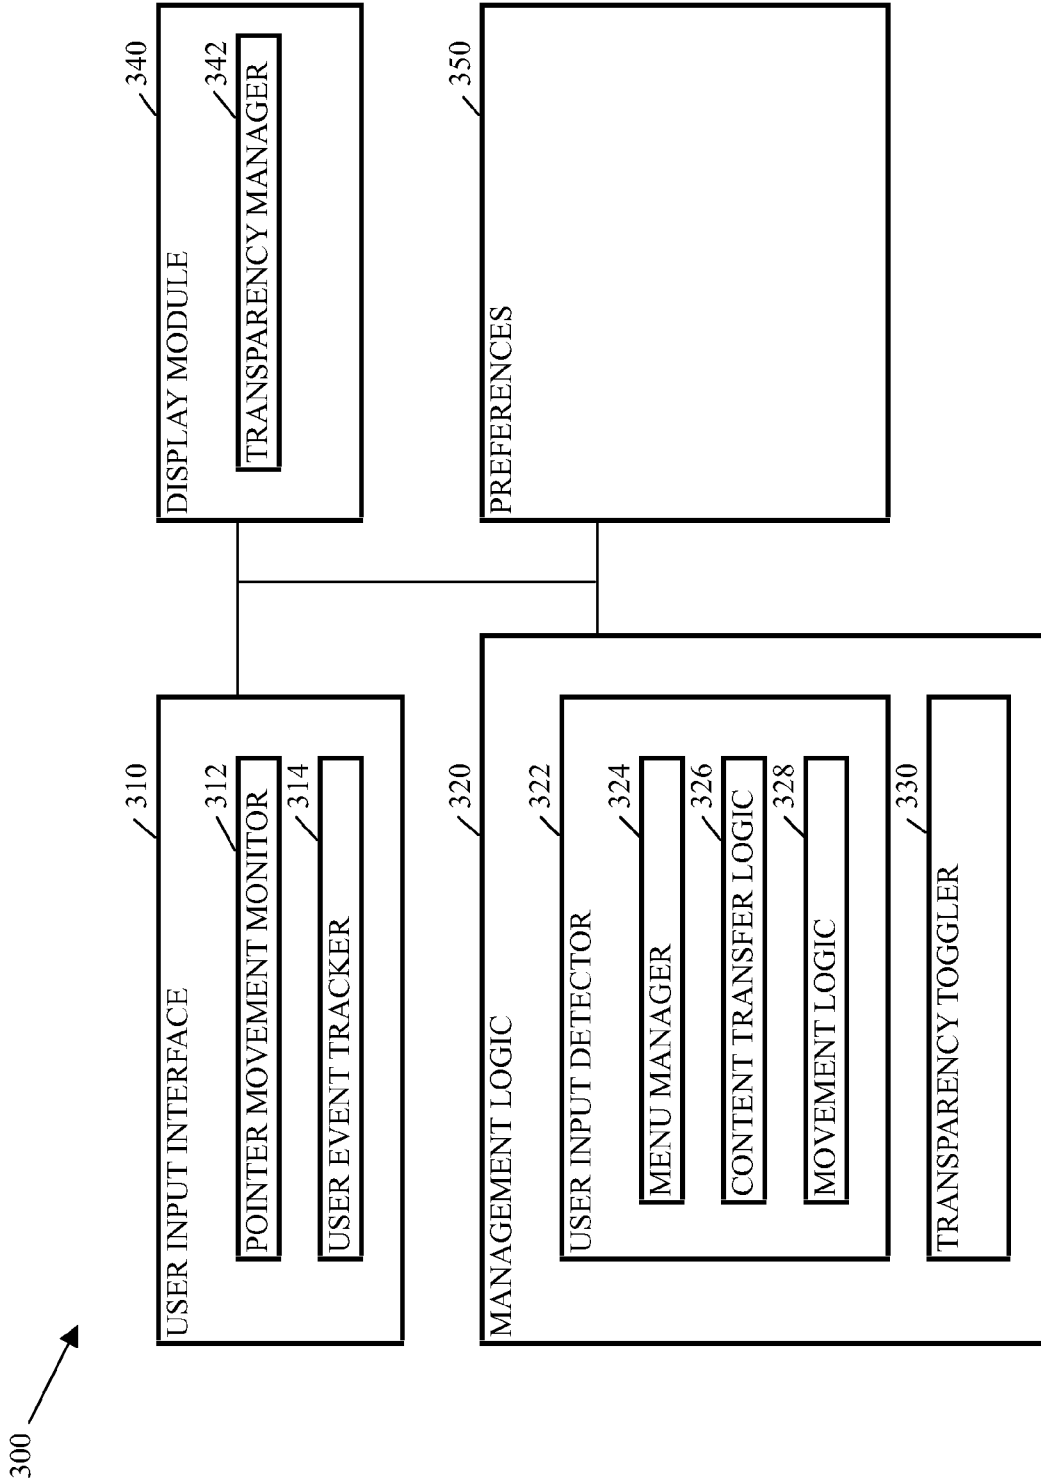 300
USER INPUT INTERFACE
310
POINTER MOVEMENT MONITOR
312
USER EVENT TRACKER
314
MANAGEMENT LOGIC
320
USER INPUT DETECTOR
322
MENU MANAGER
324
CONTENT TRANSFER LOGIC
326
MOVEMENT LOGIC
328
TRANSPARENCY TOGGLER
330
DISPLAY MODULE
340
TRANSPARENCY MANAGER
342
PREFERENCES
350